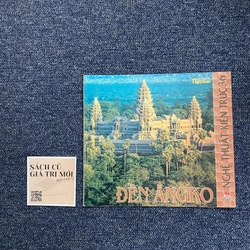 SÁCH CŨ
GIÁ TRỊ MỚI
ĐỀN ĂNGKO
NGHỆ THUẬT KIẾN TRÚC